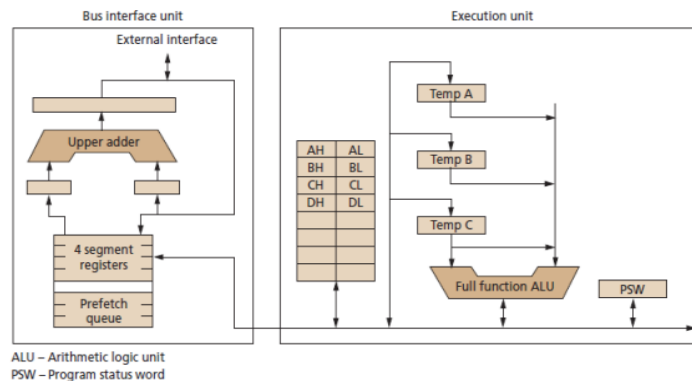 Bus interface unit
External interface
Upper adder
4 segment
registers
Prefetch
queue
Execution unit
Temp A
AH AL
BH BL
CH CL
DH DL
Temp B
Temp C
Full function ALU
PSW
ALU – Arithmetic logic unit
PSW – Program status word